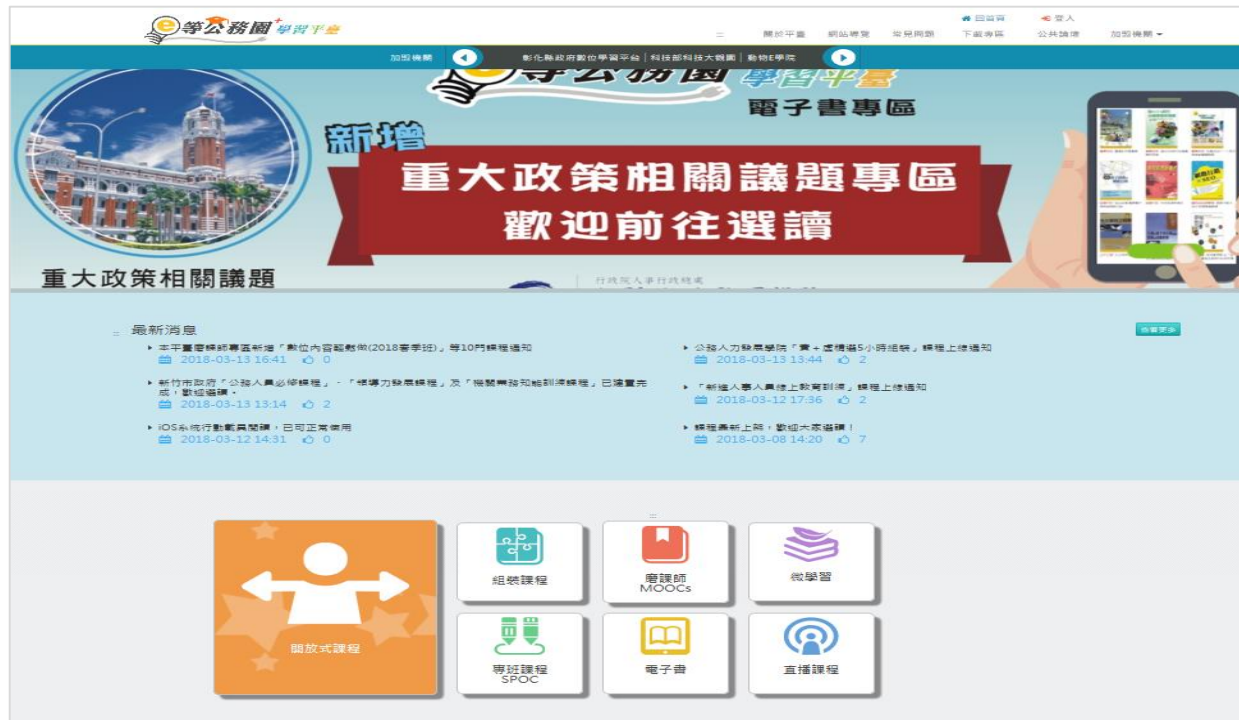 e等公務園+學習平臺
回首頁 登入
關於平臺 網站導覽 常見問題 下載專區 公共論壇 加盟機關
加盟機關 彰化縣政府數位學習平台 | 科技部科技大觀園 | 動物E學院
e等公務園 學習平臺
電子書專區
新增
重大政策相關議題專區
歡迎前往選讀
重大政策相關議題
行政院人事行政總處
最新消息
查看更多
本平臺磨課師專區新增「數位內容輕鬆做(2018春季班)」等10門課程通知
2018-03-13 16:41 0
公務人力發展學院「實+虛精選5小時組裝」課程上線通知
2018-03-13 13:44 2
新竹市政府「公務人員必修課程」、「領導力發展課程」及「機關業務知能訓練課程」已建置完
成,歡迎選讀。
2018-03-13 13:14 2
「新進人事人員線上教育訓練」課程上線通知
2018-03-12 17:36 2
iOS系統行動載具閱讀,已可正常使用
2018-03-12 14:31 0
課程最新上架,歡迎大家選讀!
2018-03-08 14:20 7
開放式課程
組裝課程
磨課師
MOOCs
微學習
專班課程
SPOC
電子書
直播課程